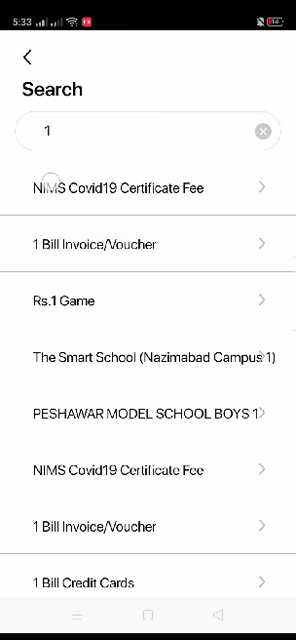 5:33
Search
1
NIMS Covid19 Certificate Fee
1 Bill Invoice/Voucher
Rs.1 Game
The Smart School (Nazimabad Campus 1)
PESHAWAR MODEL SCHOOL BOYS 1
NIMS Covid19 Certificate Fee
1 Bill Invoice/Voucher
1 Bill Credit Cards